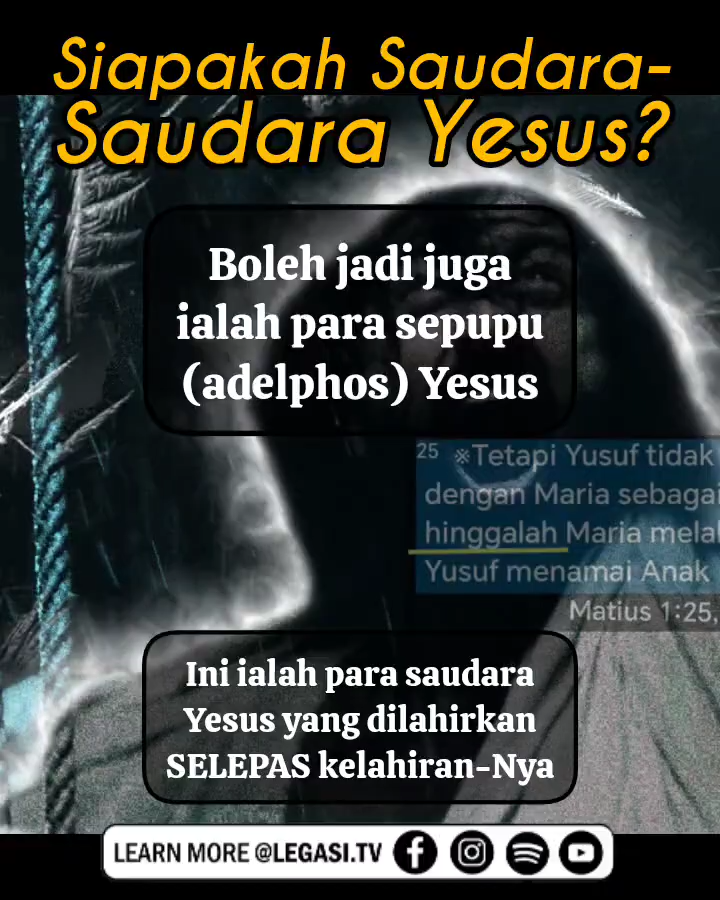 Siapakah Saudara-
Saudara Yesus?
Boleh jadi juga
ialah para sepupu
(adelphos) Yesus
25 ※Tetapi Yusuf tidak
dengan Maria sebagai
hinggalah Maria
Yusuf menamai Anak
Matius 1:25,
Ini ialah para saudara
Yesus yang dilahirkan
SELEPAS kelahiran-Nya
LEARN MORE @LEGASI.TV